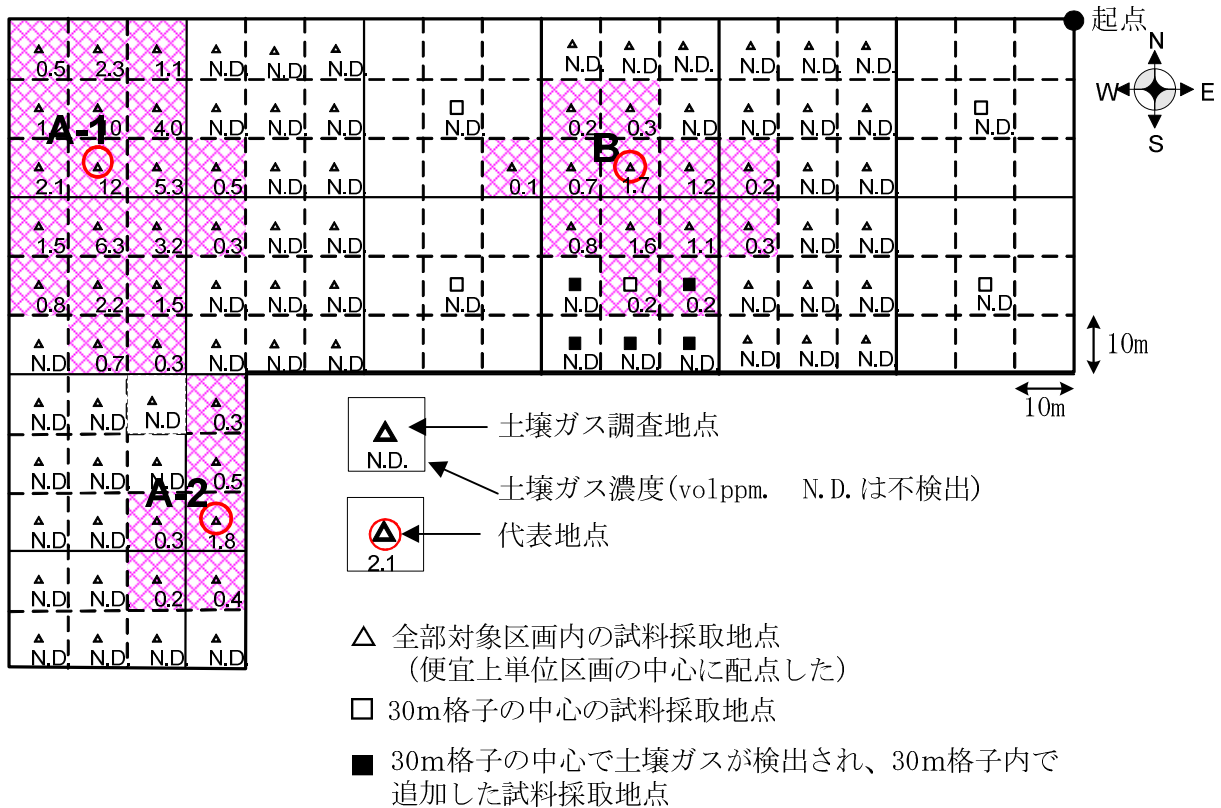 起点
N
W E
S
0.5 2.3 1.1 N.D. N.D. N.D. N.D. N.D. N.D. N.D. N.D. N.D.
A-1
4.0 N.D. N.D. N.D. N.D. 0.2 0.3 N.D. N.D. N.D. N.D. N.D.
B
2.1 12 5.3 0.5 N.D. N.D. 0.1 0.7 1.7 1.2 0.2 N.D. N.D.
1.5 6.3 3.2 0.3 N.D. N.D. 0.8 1.6 1.1 0.3 N.D. N.D.
0.8 2.2 1.5 N.D. N.D. N.D. N.D. N.D 0.2 0.2 N.D. N.D. N.D. N.D.
N.D. 0.7 0.3 N.D. N.D. N.D. N.D N.D N.D N.D. N.D. N.D.
10m
10m
N.D. N.D. N.D 0.3
N.D. N.D. N.D. 0.5
A-2
N.D. N.D. 0.3 1.8
N.D. N.D. 0.2 0.4
N.D. N.D. N.D. N.D.
土壌ガス調査地点
N.D.
土壌ガス濃度(volppm. N.D.は不検出)
代表地点
2.1
全部対象区画内の試料採取地点
(便宜上単位区画の中心に配点した)
30m格子の中心の試料採取地点
30m格子の中心で土壌ガスが検出され、30m格子内で
追加した試料採取地点